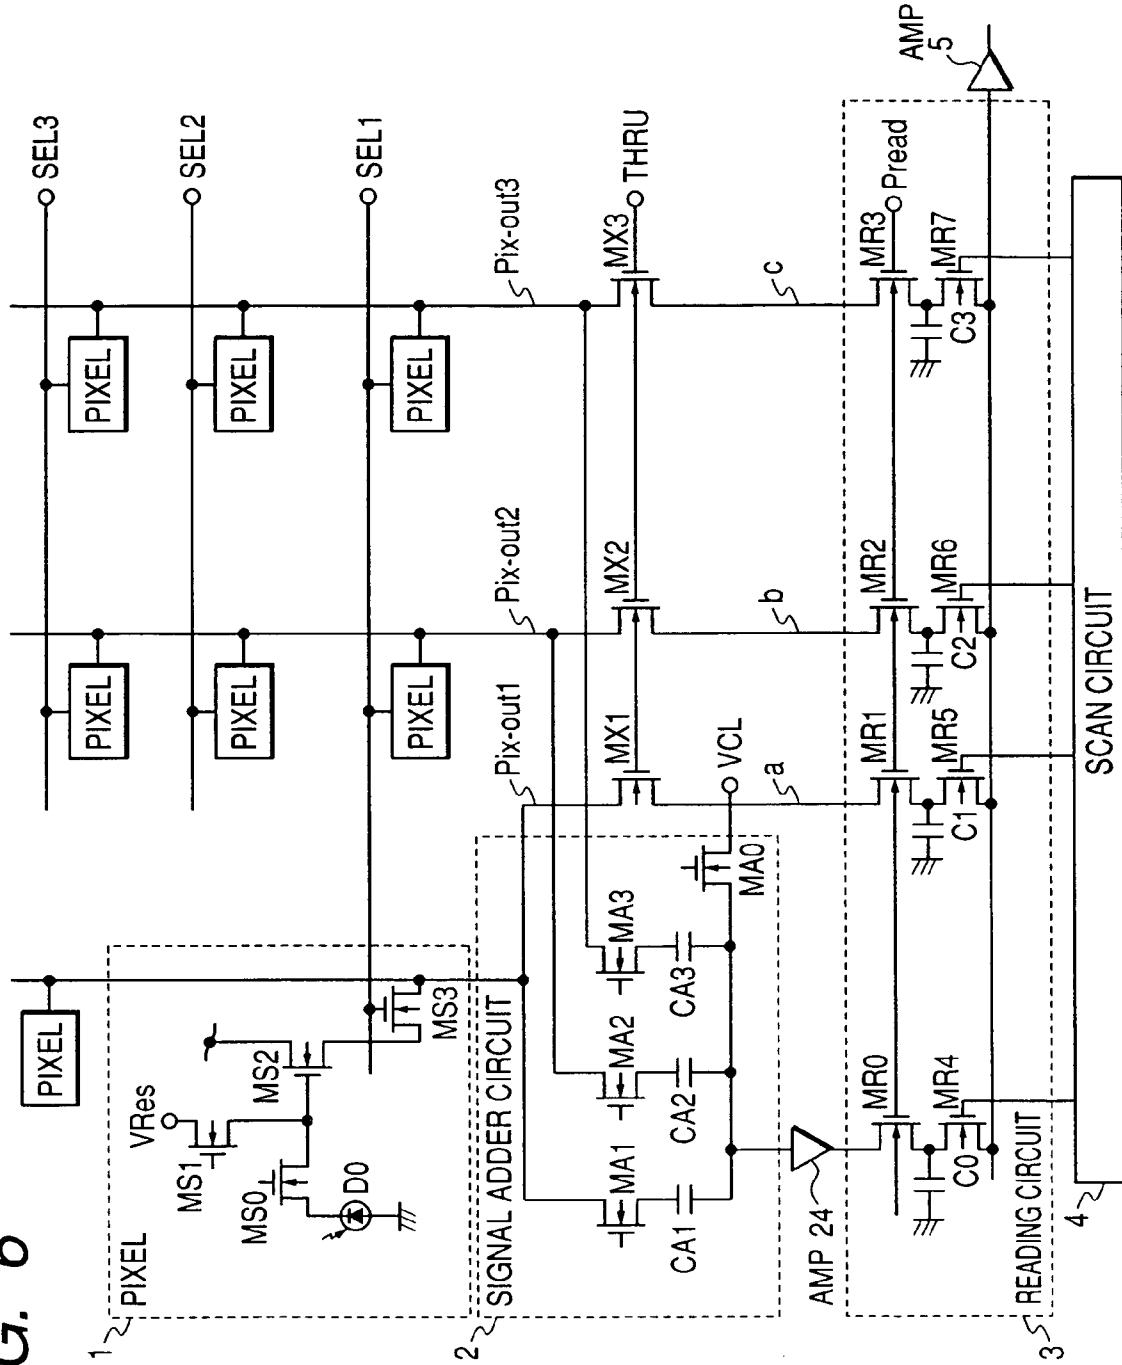 G. 6
SEL3
SEL2
SEL1
PIXEL
PIXEL
PIXEL
PIXEL
PIXEL
PIXEL
PIXEL
1
PIXEL
VRes
MS1
MS0
D0
MS2
MS3
Pix-out1
Pix-out2
Pix-out3
2
SIGNAL ADDER CIRCUIT
MA1
MA2
MA3
CA1
CA2
CA3
MA0
VCL
MX1
MX2
MX3
THRU
a
b
c
AMP 24
MR0
MR1
MR2
MR3
Pread
AMP
5
C0
MR4
C1
MR5
C2
MR6
C3
MR7
READING CIRCUIT
3
4
SCAN CIRCUIT